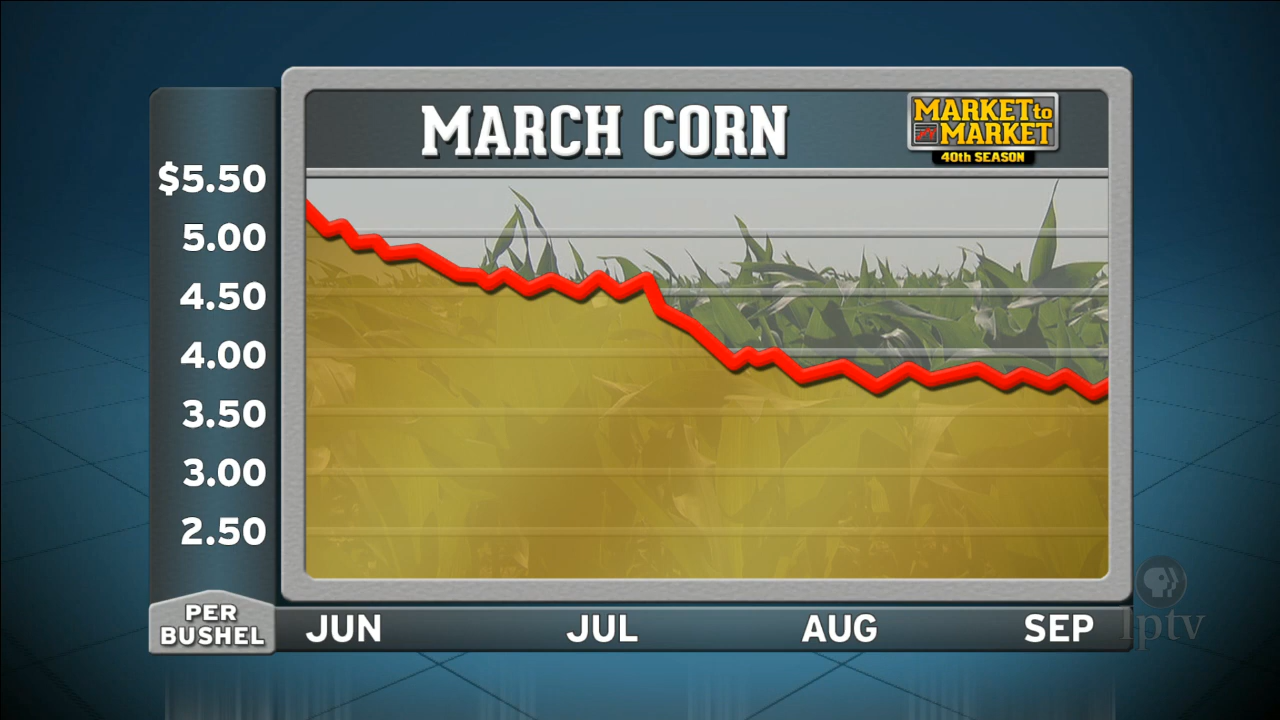 MARCH CORN
MARKET to
MARKET
40th SEASON
$5.50
5.00
4.50
4.00
3.50
3.00
2.50
PER
BUSHEL
JUN JUL AUG SEP
iptv